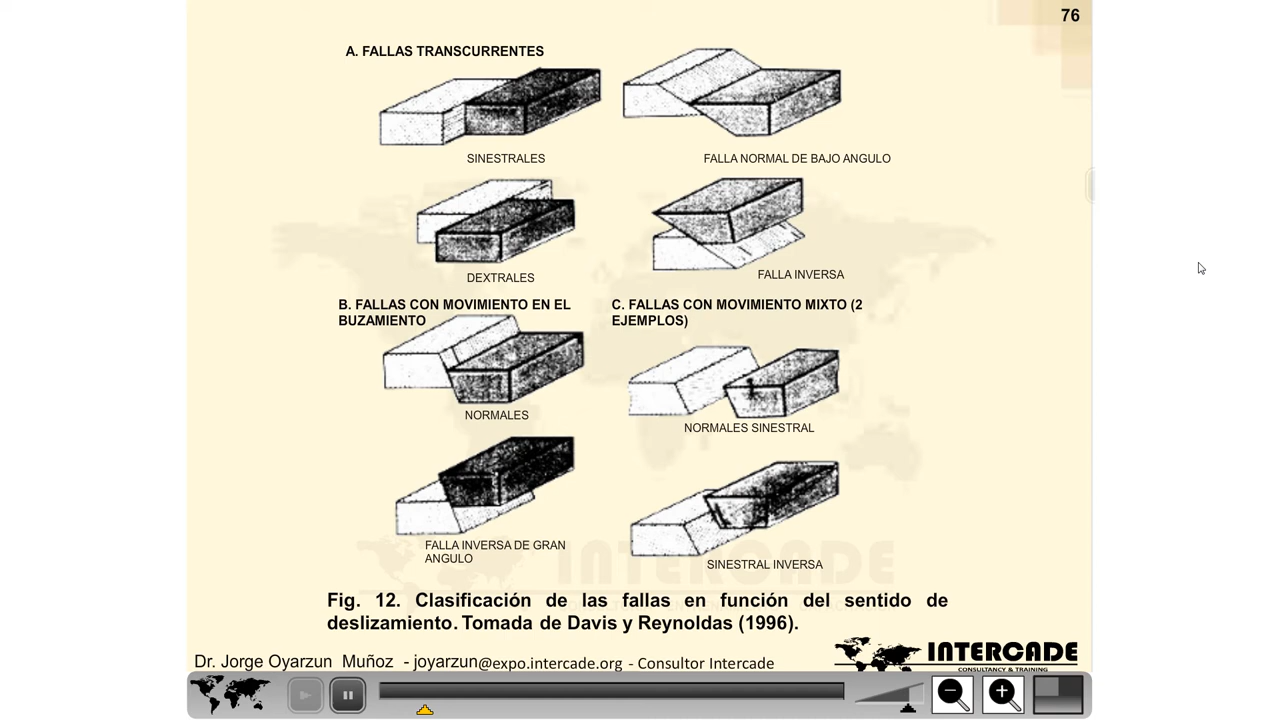 76
A. FALLAS TRANSCURRENTES
SINESTRALES
FALLA NORMAL DE BAJO ANGULO
DEXTRALES
FALLA INVERSA
B. FALLAS CON MOVIMIENTO EN EL
BUZAMIENTO
C. FALLAS CON MOVIMIENTO MIXTO (2
EJEMPLOS)
NORMALES
NORMALES SINESTRAL
FALLA INVERSA DE GRAN
ANGULO
SINESTRAL INVERSA
INTERCADE
Fig. 12. Clasificación de las fallas en función del sentido de
deslizamiento. Tomada de Davis y Reynoldas (1996).
Dr. Jorge Oyarzun Muñoz - joyarzun@expo.intercade.org - Consultor Intercade
INTERCADE
CONSULTANCY & TRAINING